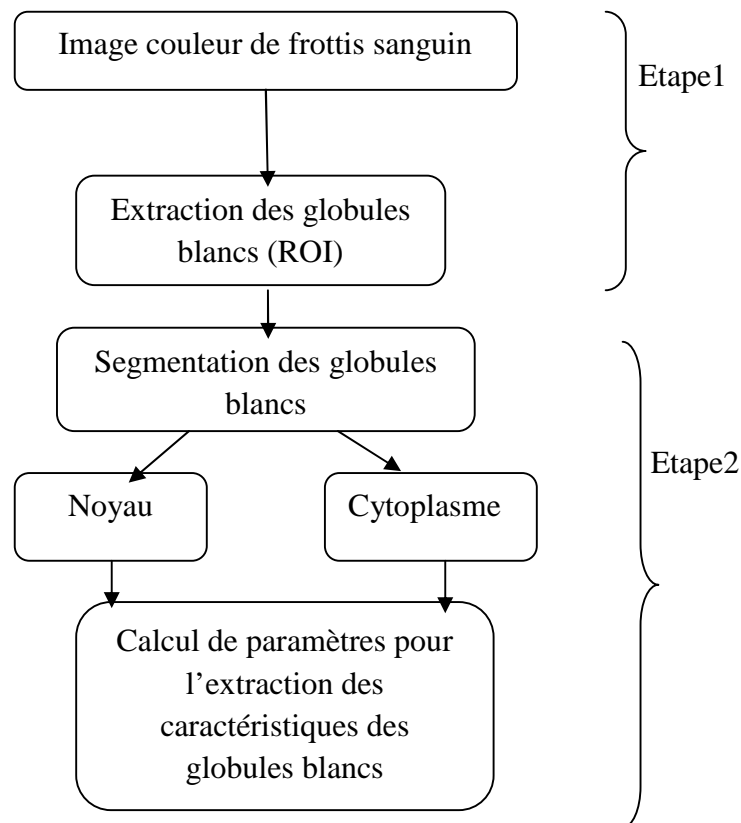 Image couleur de frottis sanguin
Etape1
Extraction des globules
blancs (ROI)
Segmentation des globules
blancs
Etape2
Noyau
Cytoplasme
Calcul de paramètres pour
l’extraction des
caractéristiques des
globules blancs